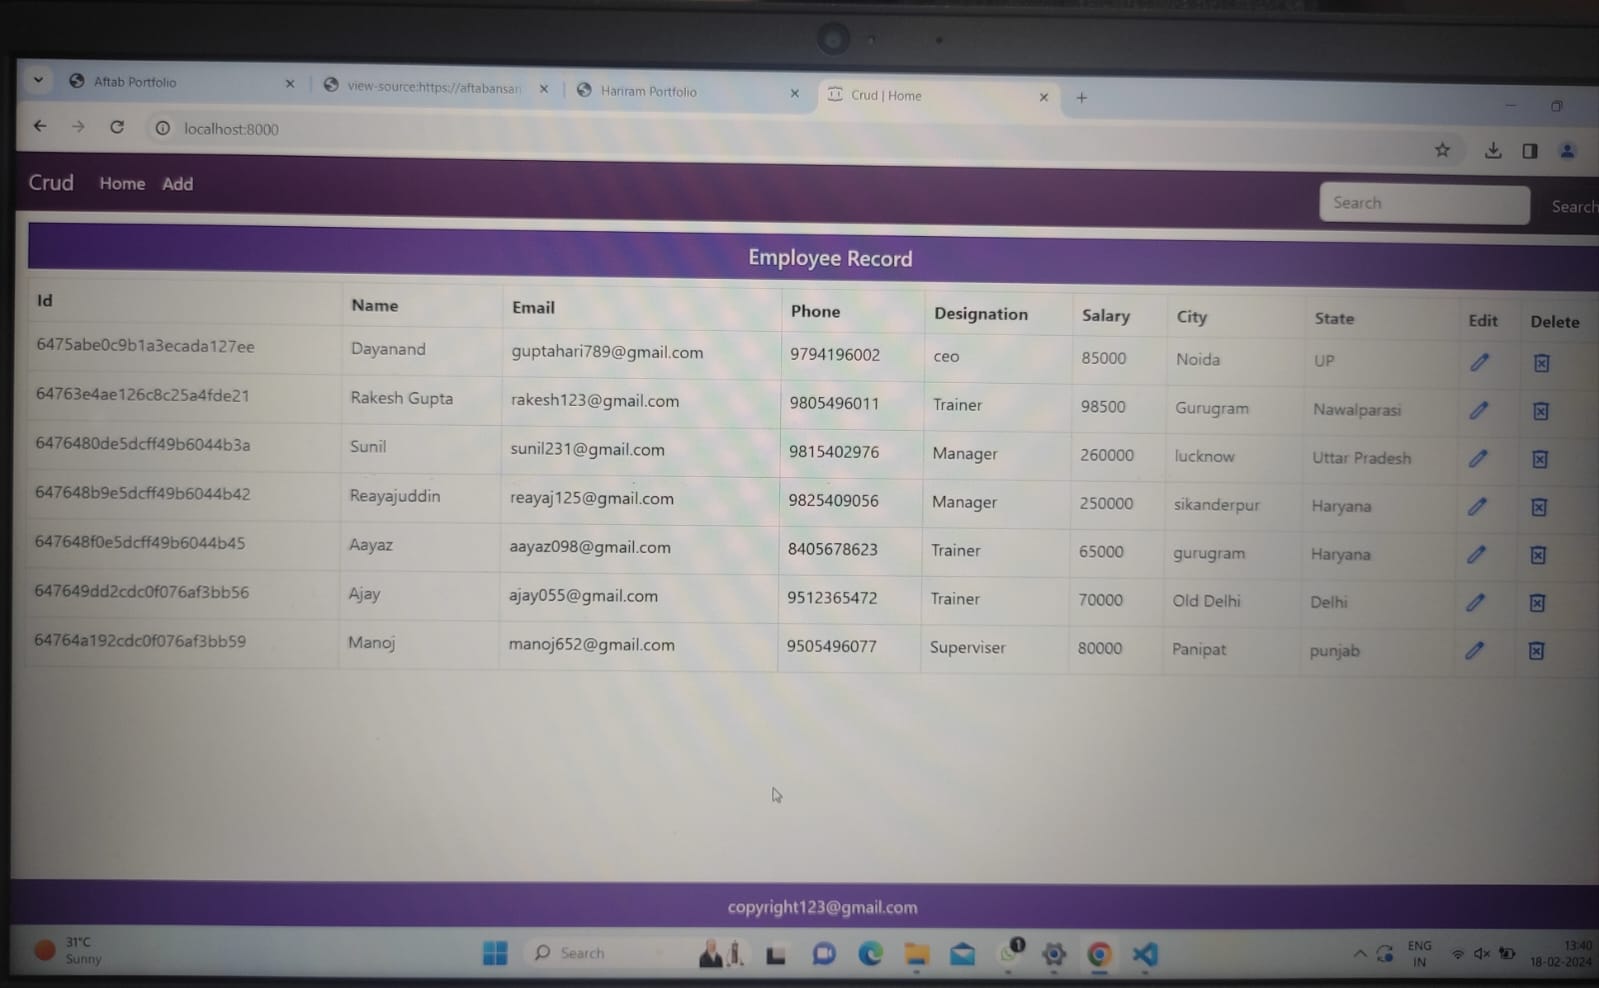 Aftab Portfolio
view-source:https://aftabansari
Hariram Portfolio
Crud | Home
localhost:8000
Crud Home Add Search Search
Employee Record
Id Name Email Phone Designation Salary City State Edit Delete
6475abe0c9b1a3ecada127ee Dayanand guptahari789@gmail.com 9794196002 ceo 85000 Noida UP
64763e4ae126c8c25a4fde21 Rakesh Gupta rakesh123@gmail.com 9805496011 Trainer 98500 Gurugram Nawalparasi
6476480de5dcff49b6044b3a Sunil sunil231@gmail.com 9815402976 Manager 260000 lucknow Uttar Pradesh
647648b9e5dcff49b6044b42 Reayajuddin reayaj125@gmail.com 9825409056 Manager 250000 sikanderpur Haryana
647648f0e5dcff49b6044b45 Aayaz aayaz098@gmail.com 8405678623 Trainer 65000 gurugram Haryana
647649dd2cdc0f076af3bb56 Ajay ajay055@gmail.com 9512365472 Trainer 70000 Old Delhi Delhi
64764a192cdc0f076af3bb59 Manoj manoj652@gmail.com 9505496077 Superviser 80000 Panipat punjab
copyright123@gmail.com
31°C
Sunny
Search
1
ENG
IN
13:40
18-02-2024